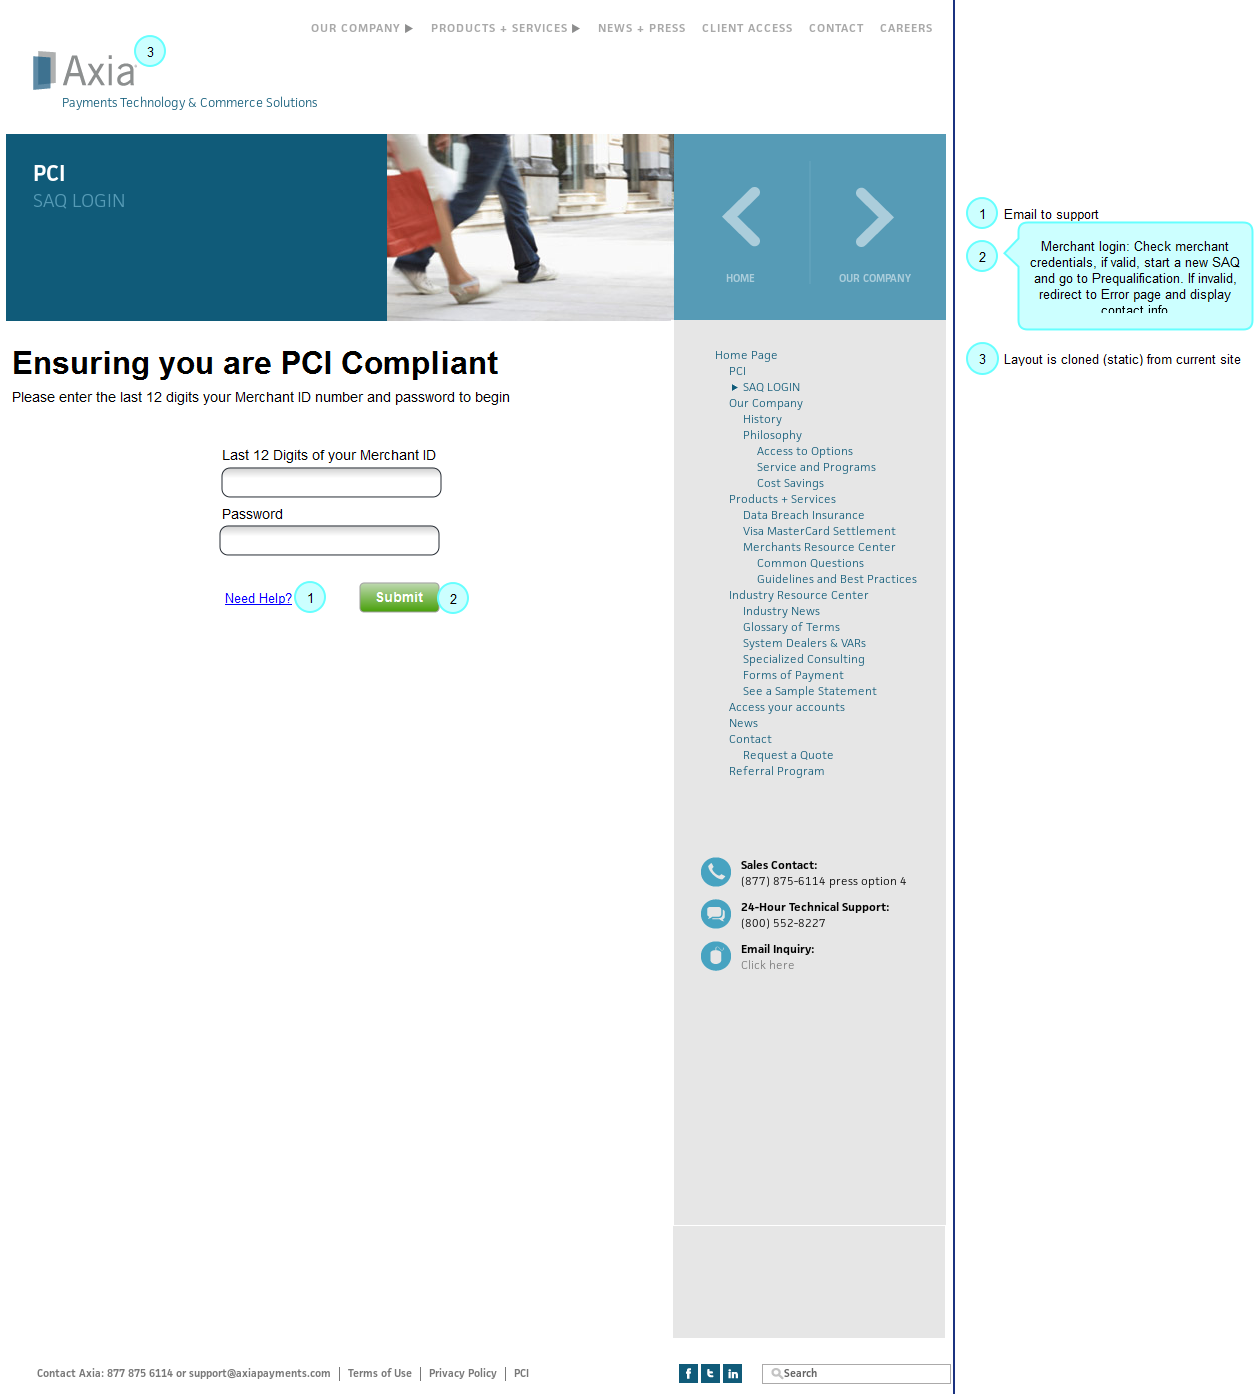 OUR COMPANY
PRODUCTS + SERVICES
NEWS + PRESS
CLIENT ACCESS
CONTACT
CAREERS
Axia
3
Payments Technology & Commerce Solutions
PCI
SAQ LOGIN
HOME
OUR COMPANY
Ensuring you are PCI Compliant
Please enter the last 12 digits your Merchant ID number and password to begin
Last 12 Digits of your Merchant ID
Password
Need Help?
1
Submit
2
Home Page
PCI
SAQ LOGIN
Our Company
History
Philosophy
Access to Options
Service and Programs
Cost Savings
Products + Services
Data Breach Insurance
Visa MasterCard Settlement
Merchants Resource Center
Common Questions
Guidelines and Best Practices
Industry Resource Center
Industry News
Glossary of Terms
System Dealers & VARs
Specialized Consulting
Forms of Payment
See a Sample Statement
Access your accounts
News
Contact
Request a Quote
Referral Program
Sales Contact:
(877) 875-6114 press option 4
24-Hour Technical Support:
(800) 552-8227
Email Inquiry:
Click here
1 Email to support
2
Merchant login: Check merchant
credentials, if valid, start a new SAQ
and go to Prequalification. If invalid,
redirect to Error page and display
contact info
3 Layout is cloned (static) from current site
Contact Axia: 877 875 6114 or support@axiapayments.com
Terms of Use
Privacy Policy
PCI
Search